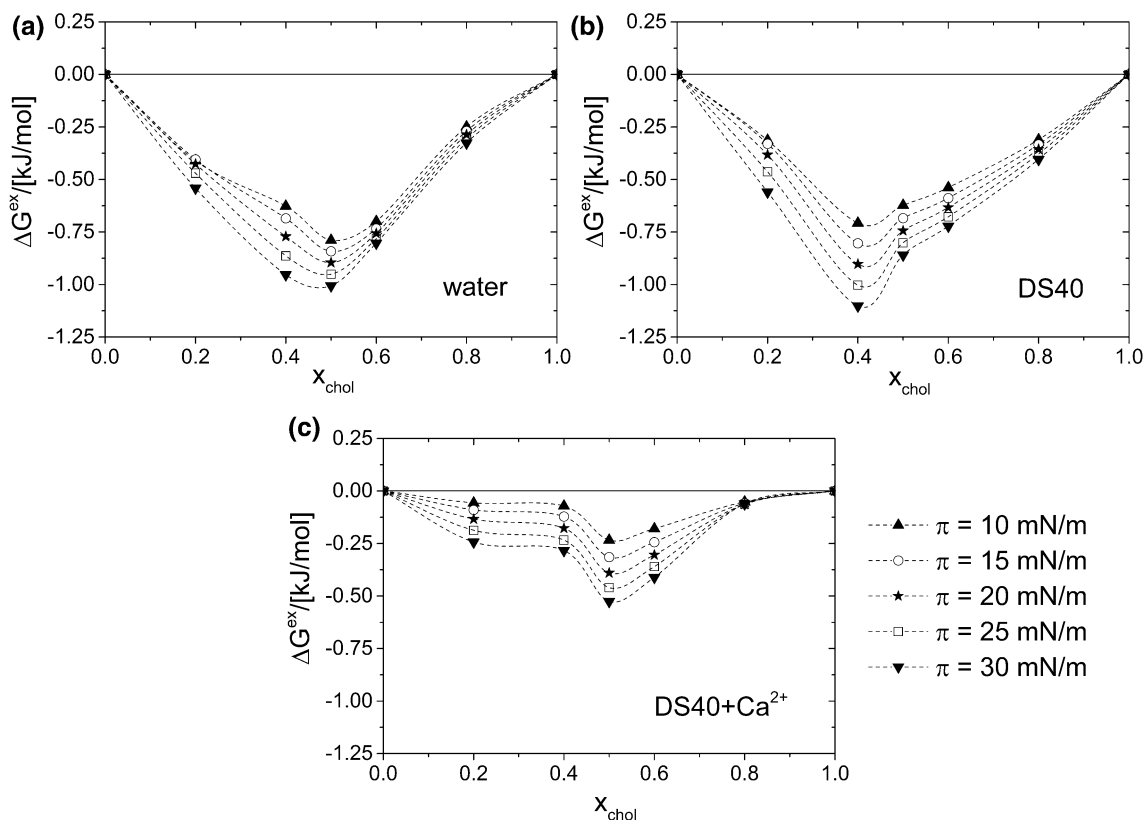 (a)
0.25
0.00
-0.25
-0.50
-0.75
-1.00
-1.25
ΔG^ex/[kJ/mol]
water
0.0 0.2 0.4 0.6 0.8 1.0
x_chol
(b)
0.25
0.00
-0.25
-0.50
-0.75
-1.00
-1.25
ΔG^ex/[kJ/mol]
DS40
0.0 0.2 0.4 0.6 0.8 1.0
x_chol
(c)
0.25
0.00
-0.25
-0.50
-0.75
-1.00
-1.25
ΔG^ex/[kJ/mol]
DS40+Ca²⁺
0.0 0.2 0.4 0.6 0.8 1.0
x_chol
π = 10 mN/m
π = 15 mN/m
π = 20 mN/m
π = 25 mN/m
π = 30 mN/m